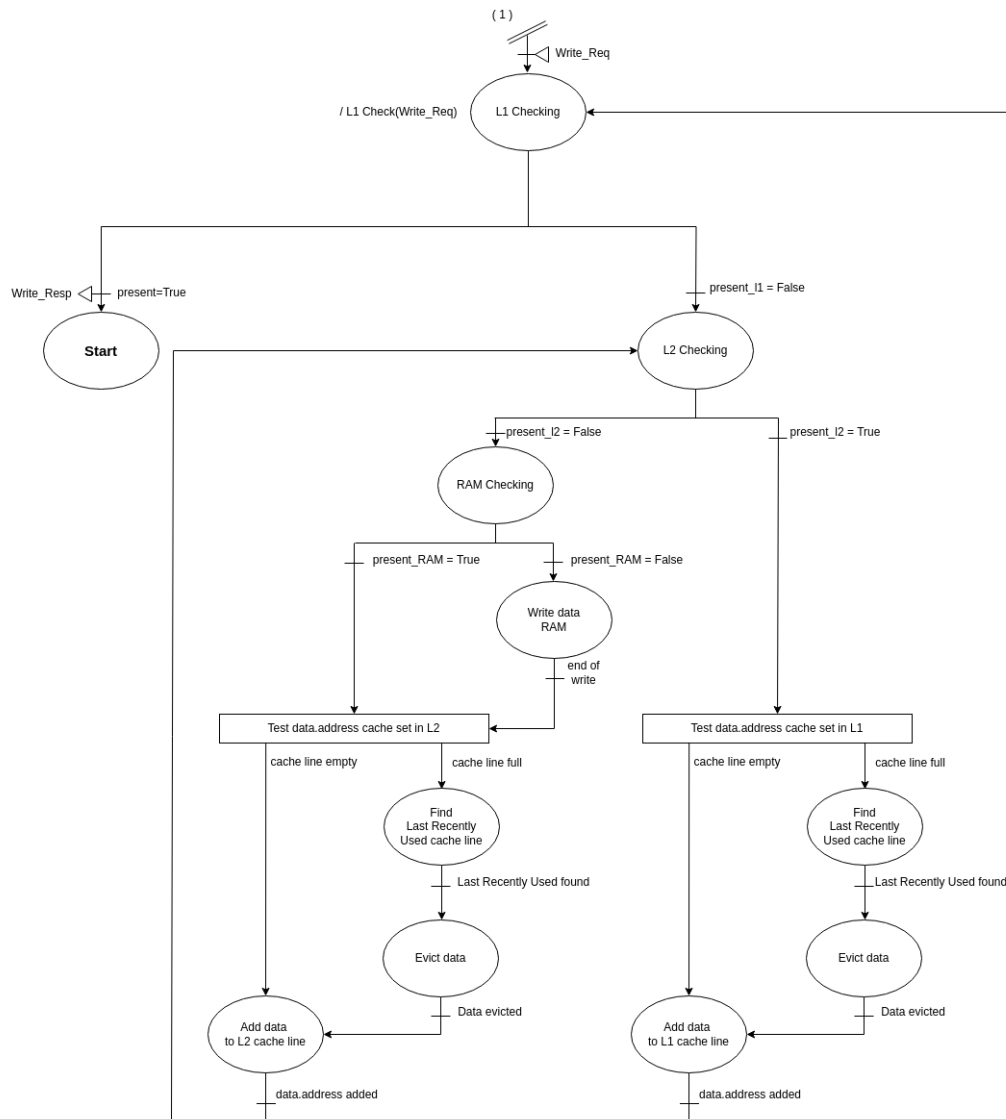 ( 1 )
Write_Req
/ L1 Check(Write_Req)
L1 Checking
Write_Resp
present=True
present_l1 = False
Start
L2 Checking
present_l2 = False
present_l2 = True
RAM Checking
present_RAM = True
present_RAM = False
Write data
RAM
end of
write
Test data.address cache set in L2
Test data.address cache set in L1
cache line empty
cache line full
cache line empty
cache line full
Find
Last Recently
Used cache line
Find
Last Recently
Used cache line
Last Recently Used found
Last Recently Used found
Evict data
Evict data
Data evicted
Data evicted
Add data
to L2 cache line
Add data
to L1 cache line
data.address added
data.address added